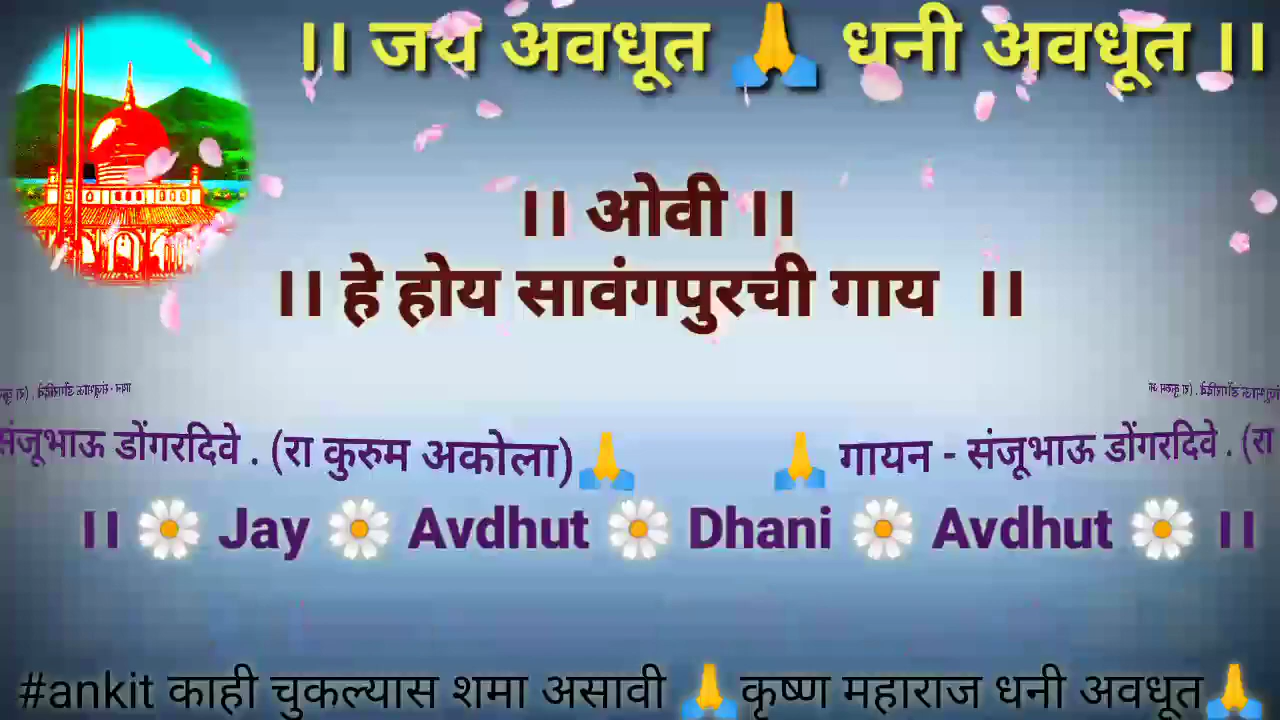 ।। जय अवधूत 🙏 धनी अवधूत ।।
।। ओवी ।।
।। हे होय सावंगपुरची गाय ।।
संजूभाऊ डोंगरदिवे . (रा कुरुम अकोला)🙏 🙏 गायन - संजूभाऊ डोंगरदिवे . (रा
।। 🌼 Jay 🌼 Avdhut 🌼 Dhani 🌼 Avdhut 🌼 ।।
#ankit काही चुकल्यास शमा असावी 🙏कृष्ण महाराज धनी अवधूत🙏